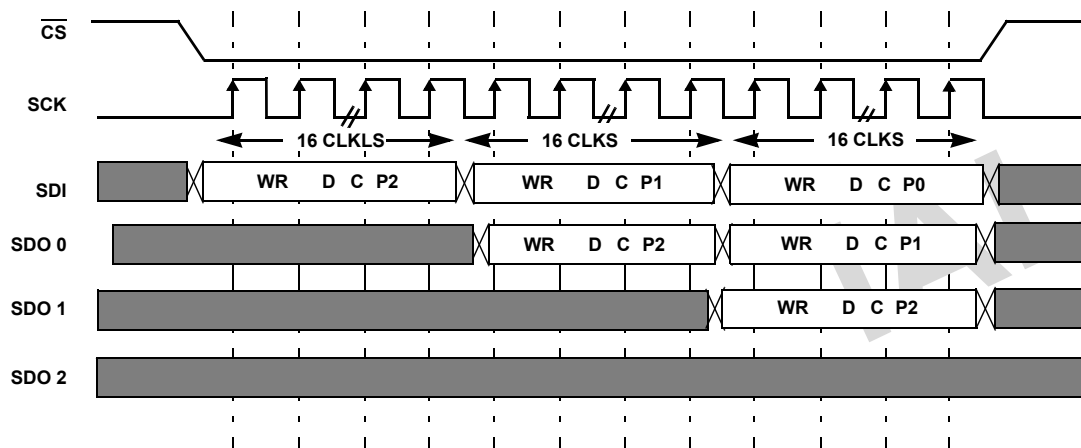 CS
SCK
16 CLKLS 16 CLKS 16 CLKS
SDI WR D C P2 WR D C P1 WR D C P0
SDO 0 WR D C P2 WR D C P1
SDO 1 WR D C P2
SDO 2